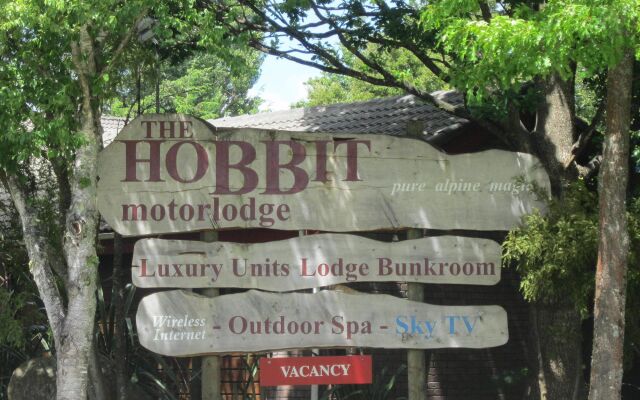 THE
HOBBIT
pure alpine magic
motorlodge
Luxury Units Lodge Bunkroom
Wireless
Internet
- Outdoor Spa - Sky TV
VACANCY